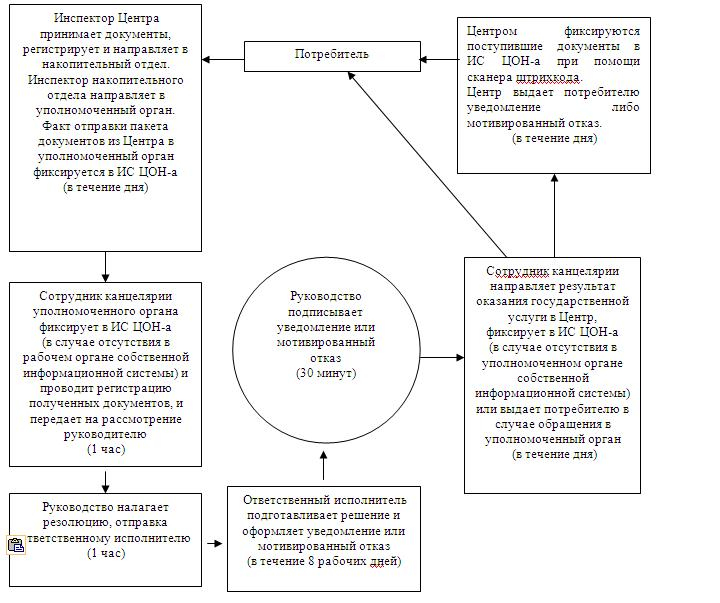 Инспектор Центра
принимает документы,
регистрирует и направляет в
накопительный отдел.
Инспектор накопительного
отдела направляет в
уполномоченный орган.
Факт отправки пакета
документов из Центра в
уполномоченный орган
фиксируется в ИС ЦОН-а
(в течение дня)
Потребитель
Центром фиксируются
поступившие документы в
ИС ЦОН-а при помощи
сканера штрихкода.
Центр выдает потребителю
уведомление либо
мотивированный отказ.
(в течение дня)
Сотрудник канцелярии
уполномоченного органа
фиксирует в ИС ЦОН-а
(в случае отсутствия в
рабочем органе собственной
информационной системы) и
проводит регистрацию
полученных документов, и
передает на рассмотрение
руководителю
(1 час)
Руководство
подписывает
уведомление или
мотивированный
отказ
(30 минут)
Сотрудник канцелярии
направляет результат
оказания государственной
услуги в Центр,
фиксирует в ИС ЦОН-а
(в случае отсутствия в
уполномоченном органе
собственной
информационной системы)
или выдает потребителю в
случае обращения в
уполномоченный орган
(в течение дня)
Руководство налагает
резолюцию, отправка
тветственному исполнителю
(1 час)
Ответственный исполнитель
подготавливает решение и
оформляет уведомление или
мотивированный отказ
(в течение 8 рабочих дней)